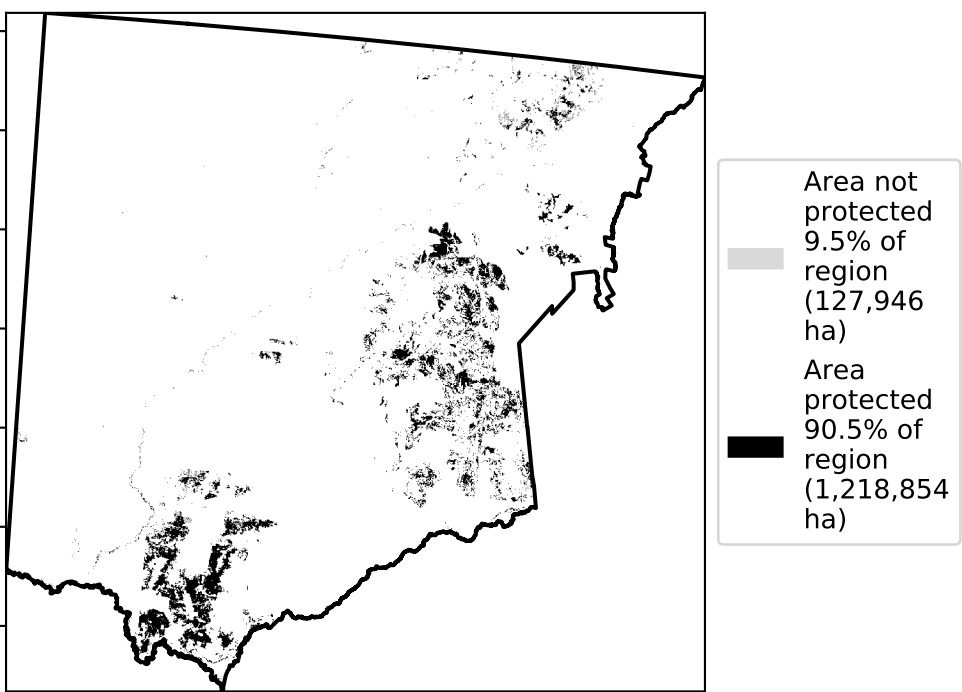 Area not
protected
9.5% of
region
(127,946
ha)
Area
protected
90.5% of
region
(1,218,854
ha)